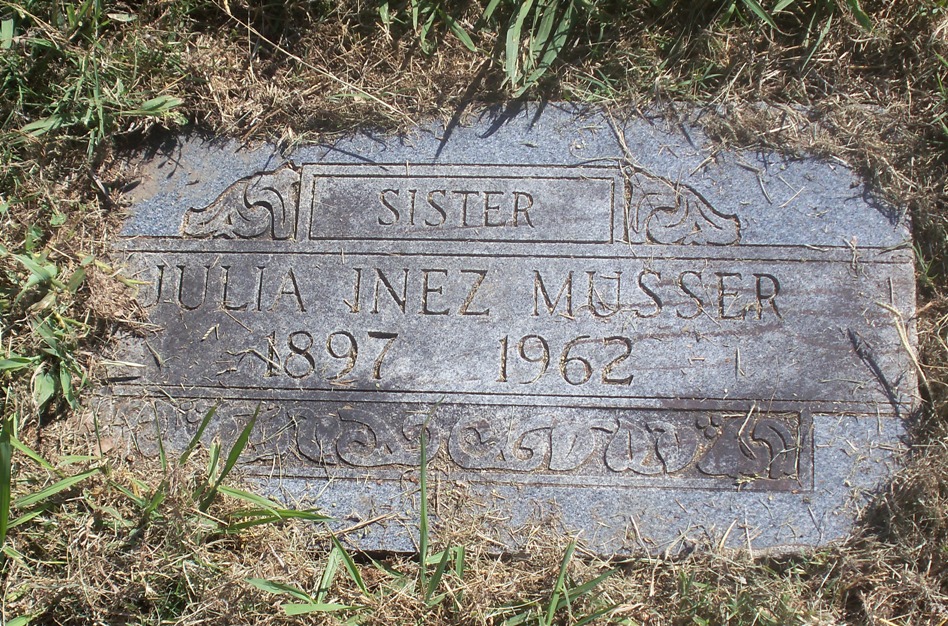 SISTER
JULIA INEZ MUSSER
1897 1962